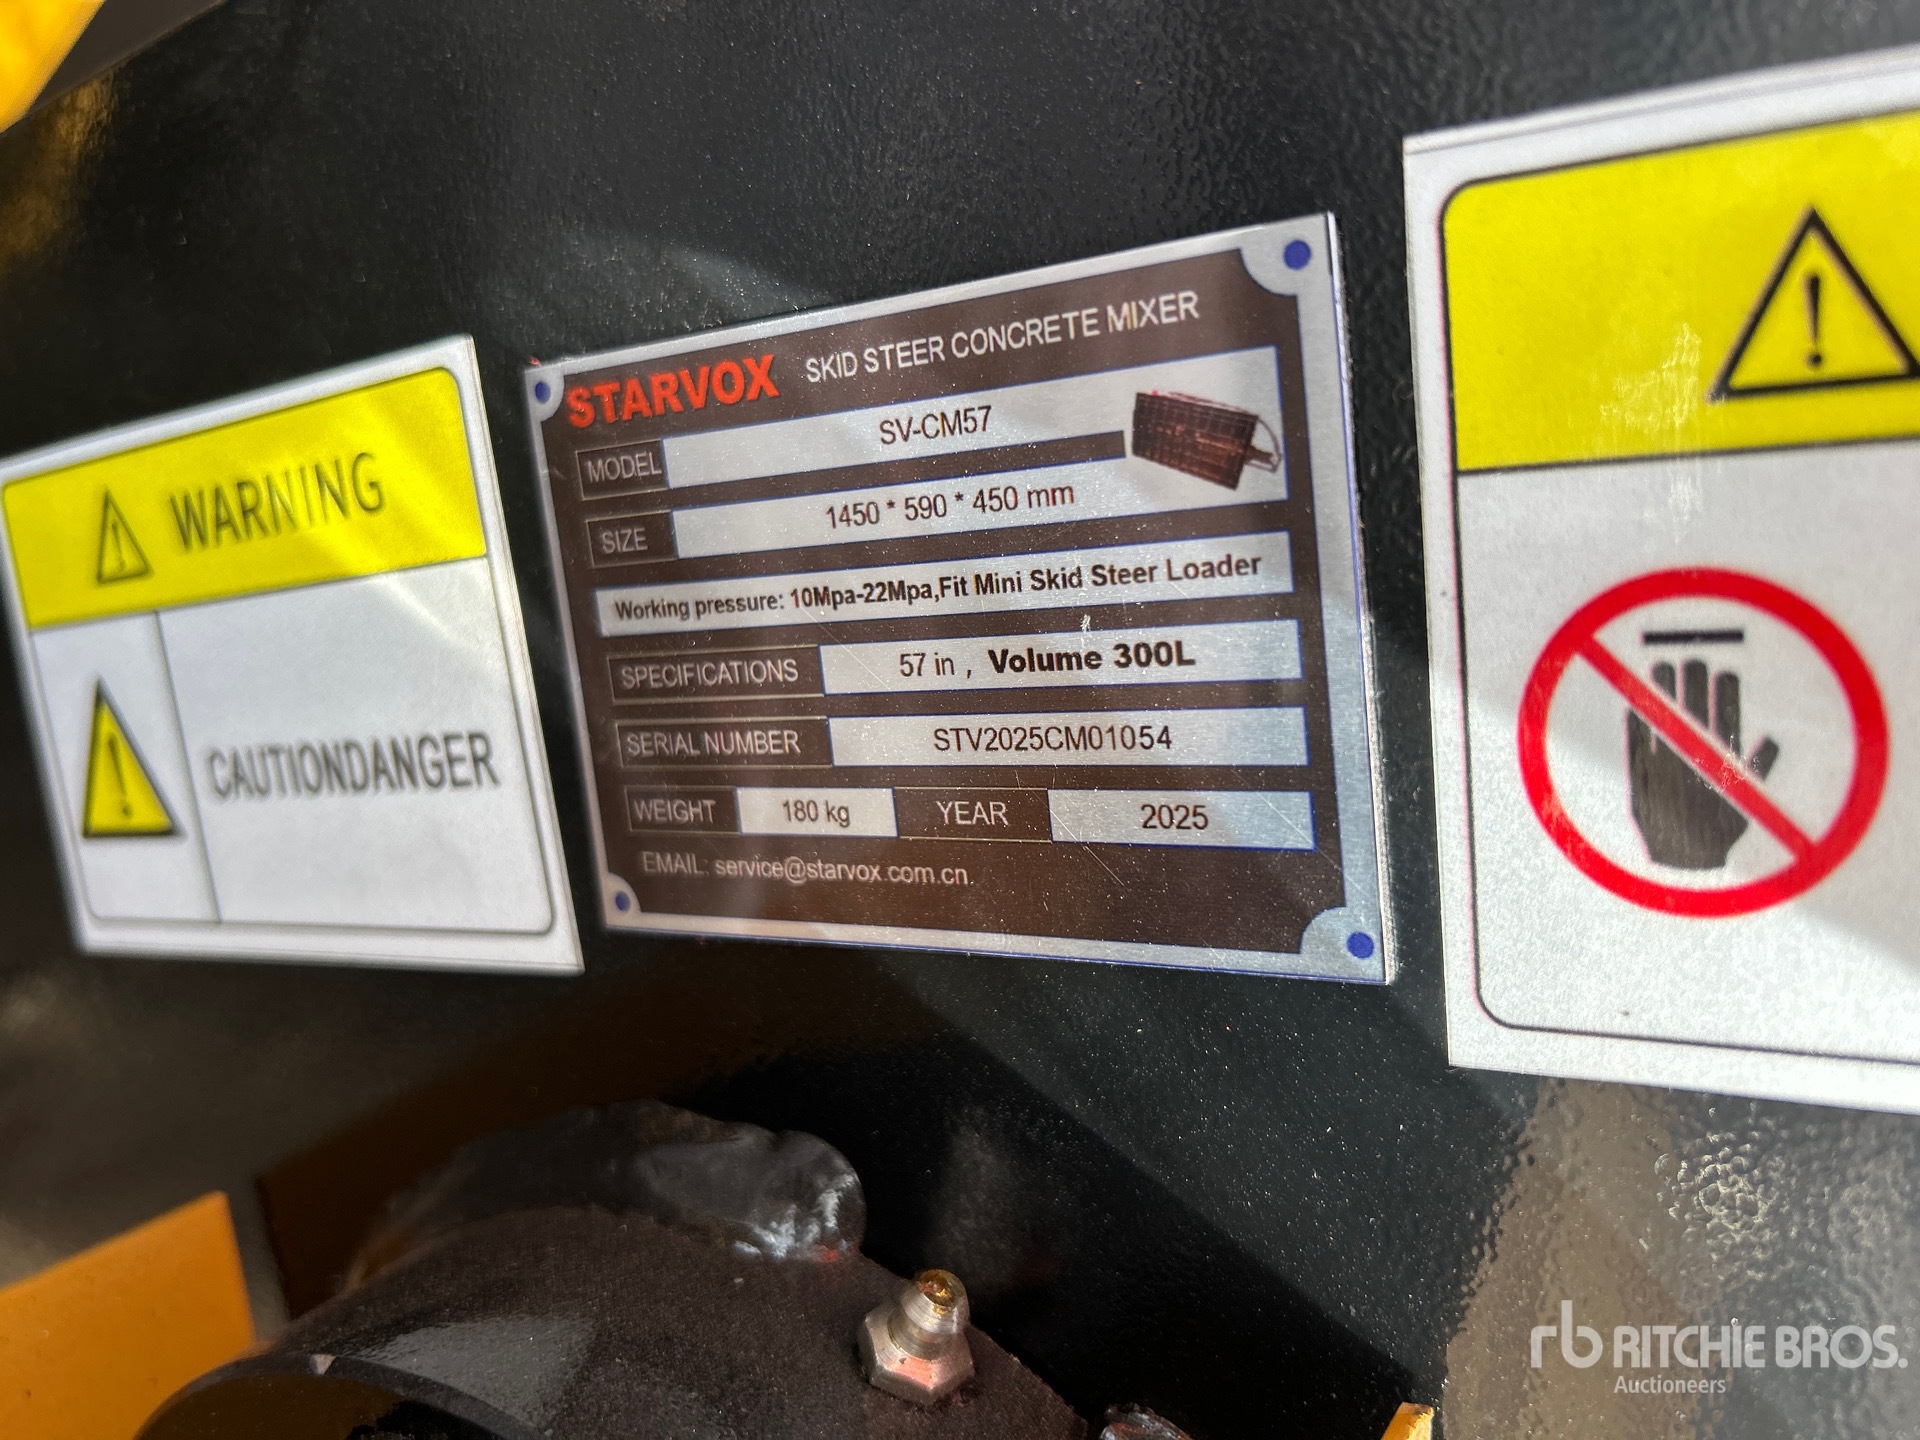 WARNING
CAUTIONDANGER
STARVOX SKID STEER CONCRETE MIXER
MODEL SV-CM57
SIZE 1450 * 590 * 450 mm
Working pressure: 10Mpa-22Mpa,Fit Mini Skid Steer Loader
SPECIFICATIONS 57 in , Volume 300L
SERIAL NUMBER STV2025CM01054
WEIGHT 180 kg YEAR 2025
EMAIL: service@starvox.com.cn
rb RITCHIE BROS.
Auctioneers